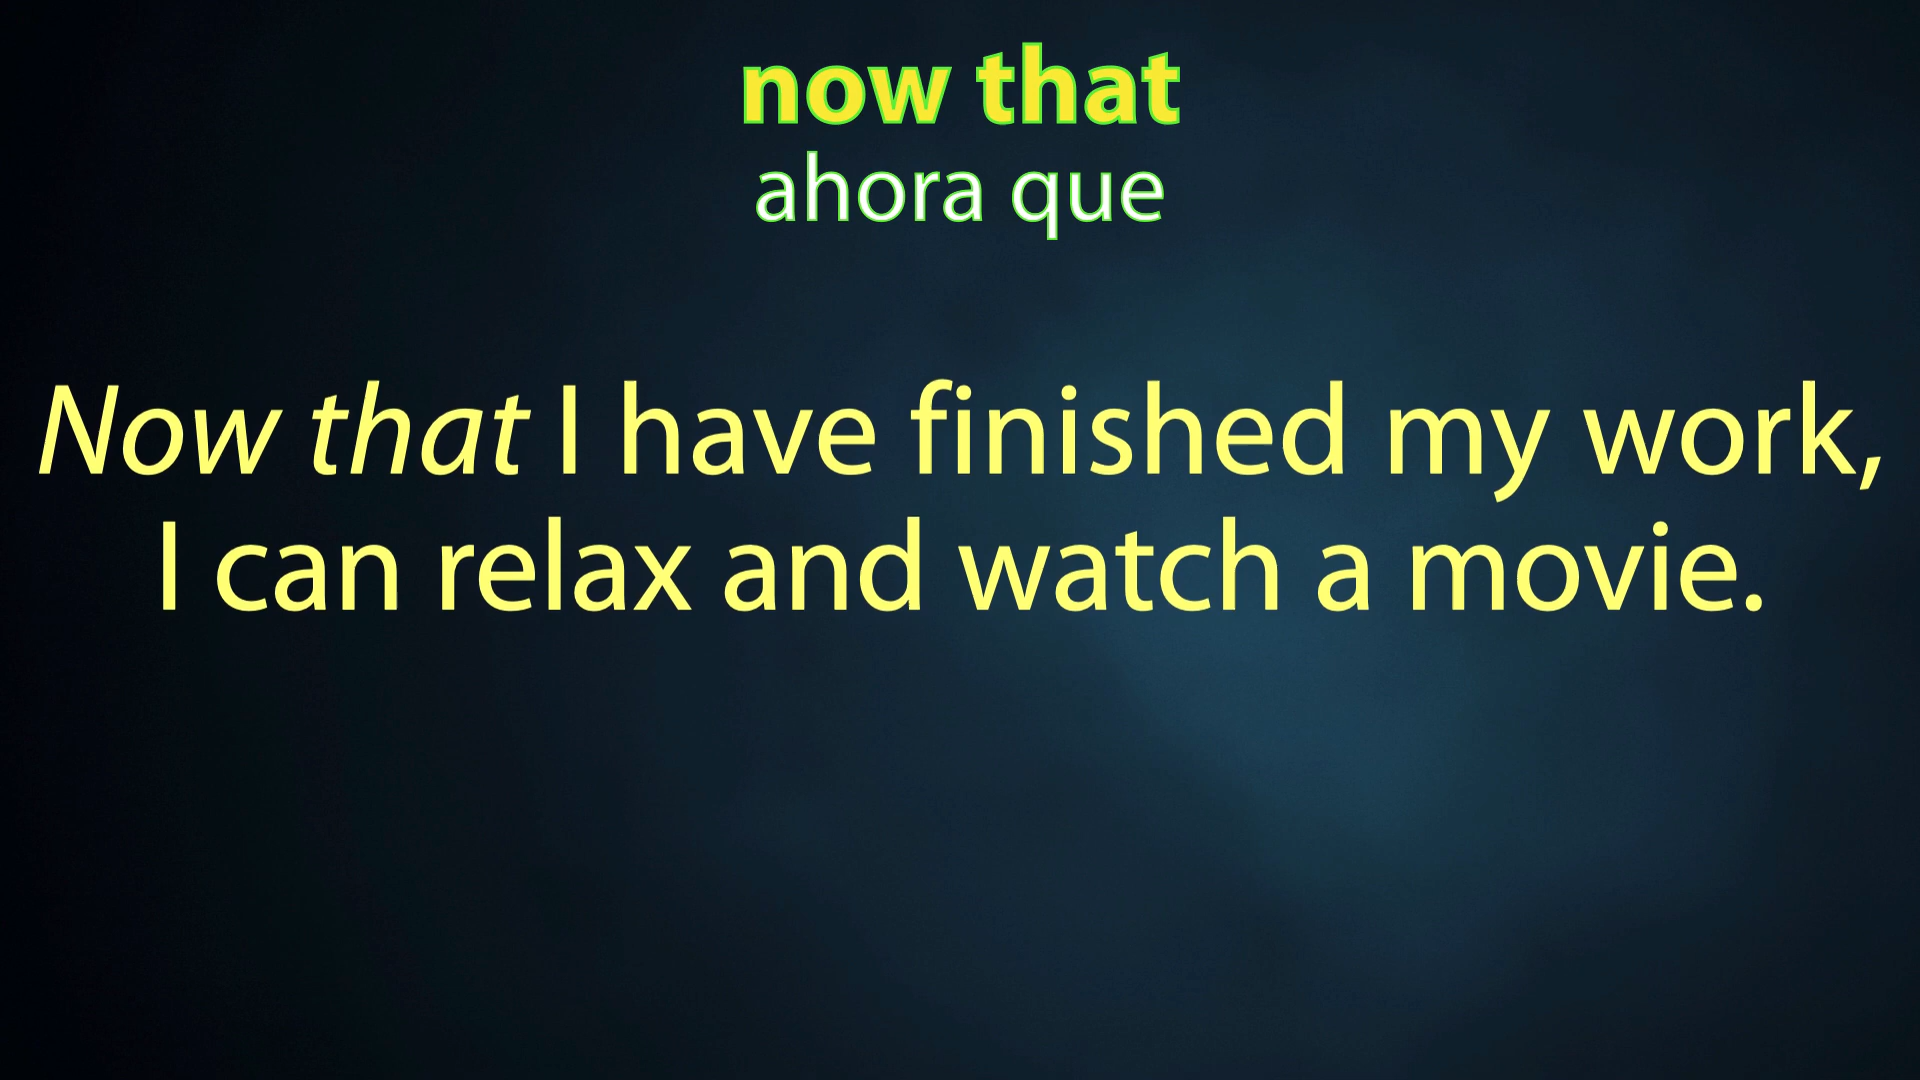 now that
ahora que
Now that I have finished my work,
I can relax and watch a movie.